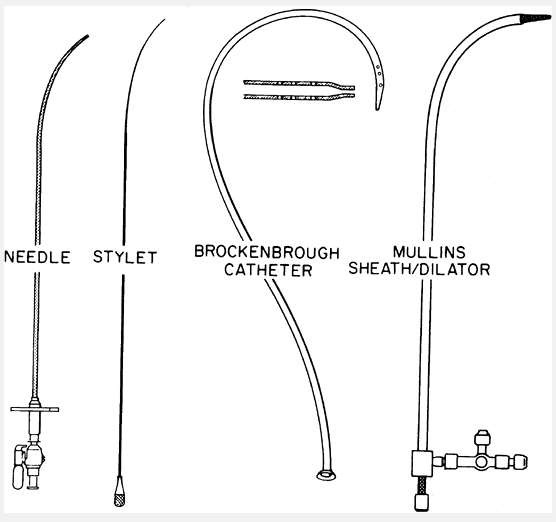 NEEDLE
STYLET
BROCKENBROUGH
CATHETER
MULLINS
SHEATH/DILATOR